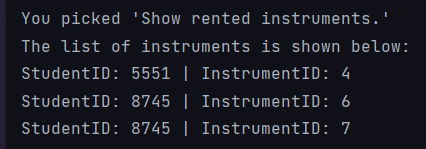 You picked 'Show rented instruments.'
The list of instruments is shown below:
StudentID: 5551 | InstrumentID: 4
StudentID: 8745 | InstrumentID: 6
StudentID: 8745 | InstrumentID: 7